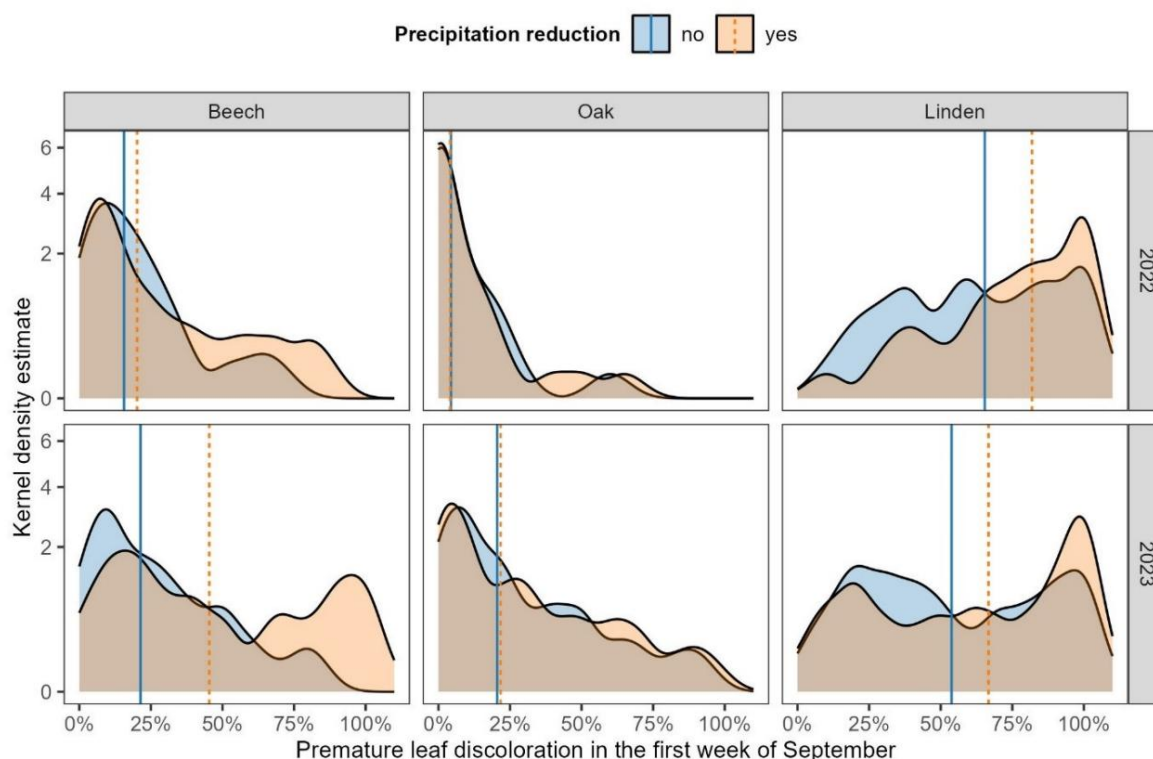 Precipitation reduction no yes
Beech Oak Linden
Kernel density estimate
6
4
2
0
2022
6
4
2
0
2023
0% 25% 50% 75% 100% 0% 25% 50% 75% 100% 0% 25% 50% 75% 100%
Premature leaf discoloration in the first week of September